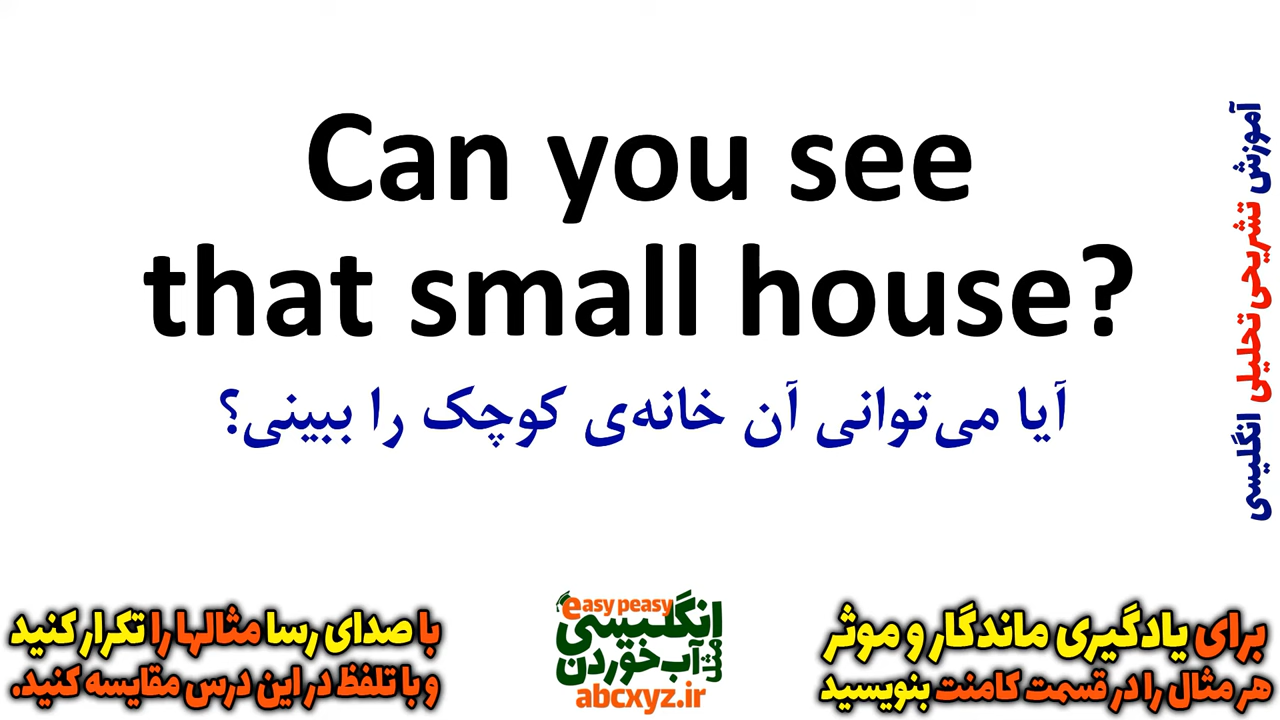 Can you see
that small house?
آیا می‌توانی آن خانه‌ی کوچک را ببینی؟
آموزش تشریحی تحلیلی انگلیسی
برای یادگیری ماندگار و موثر
هر مثال را در قسمت کامنت بنویسید
easy peasy
انگلیسی
مثل آب خوردن
abcxyz.ir
با صدای رسا مثالها را تکرار کنید
و با تلفظ در این درس مقایسه کنید.